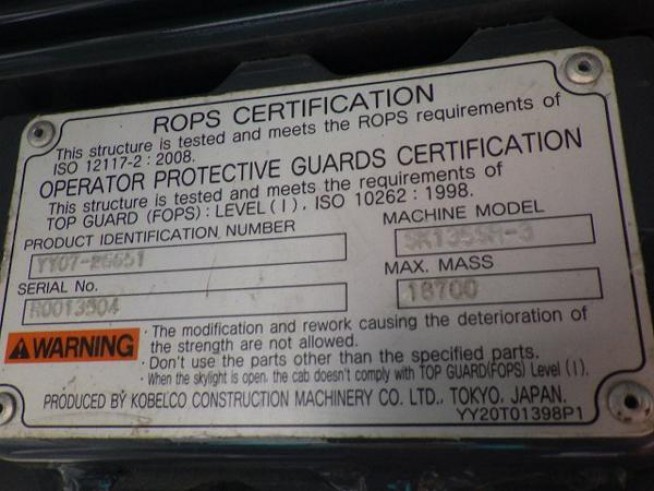 ROPS CERTIFICATION
This structure is tested and meets the ROPS requirements of
ISO 12117-2 : 2008.
OPERATOR PROTECTIVE GUARDS CERTIFICATION
This structure is tested and meets the requirements of
TOP GUARD (FOPS) : LEVEL ( I ) , ISO 10262 : 1998.
PRODUCT IDENTIFICATION NUMBER
MACHINE MODEL
SK135SR-3
SERIAL No.
R0013504
MAX. MASS
16700
WARNING
· The modification and rework causing the deterioration of
the strength are not allowed.
· Don't use the parts other than the specified parts.
· When the skylight is open, the cab doesn't comply with TOP GUARD(FOPS) Level ( I ).
PRODUCED BY KOBELCO CONSTRUCTION MACHINERY CO. LTD., TOKYO, JAPAN.
YY20T01398P1